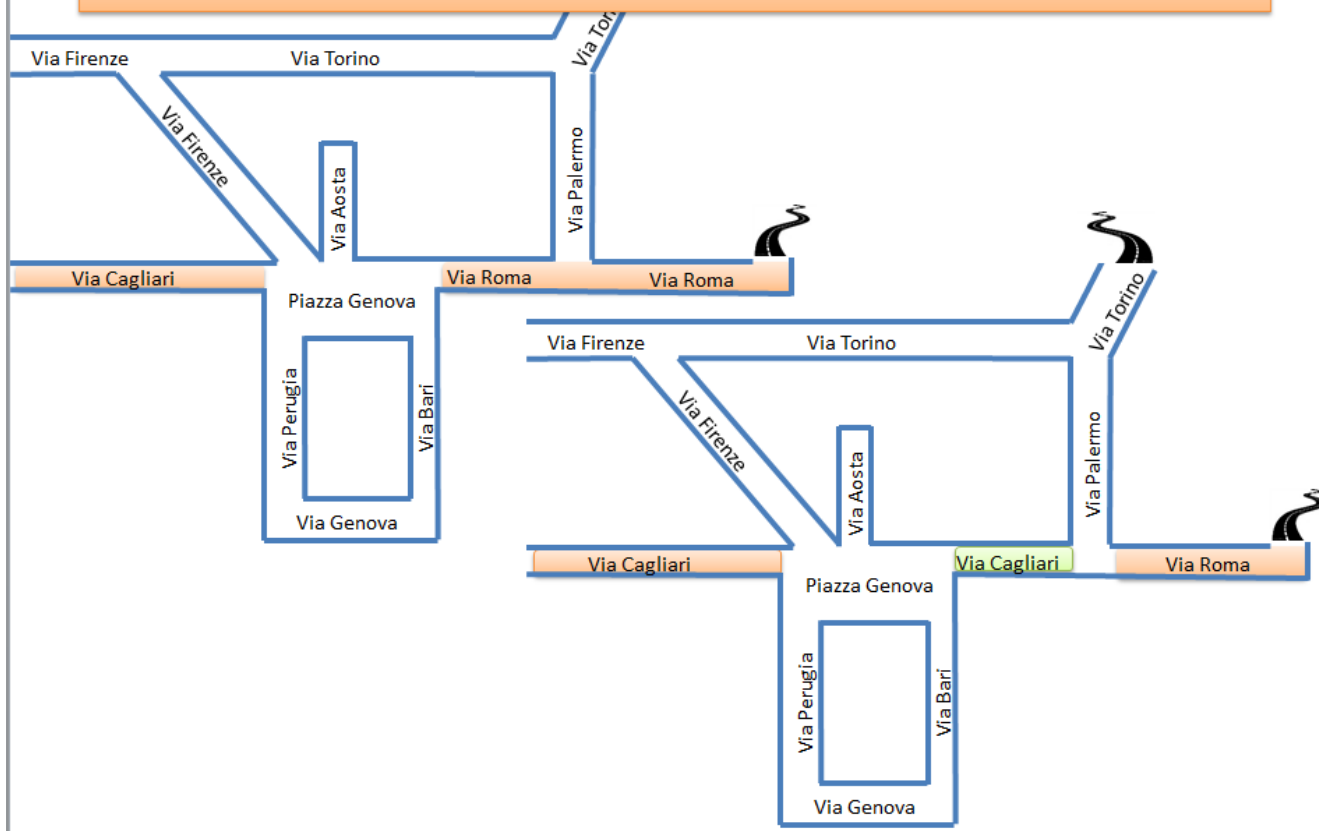 Via Tori
Via Firenze
Via Torino
Via Firenze
Via Aosta
Via Palermo
Via Cagliari
Via Roma
Via Roma
Piazza Genova
Via Perugia
Via Bari
Via Genova
Via Torino
Via Firenze
Via Torino
Via Firenze
Via Aosta
Via Palermo
Via Cagliari
Via Cagliari
Via Roma
Piazza Genova
Via Perugia
Via Bari
Via Genova